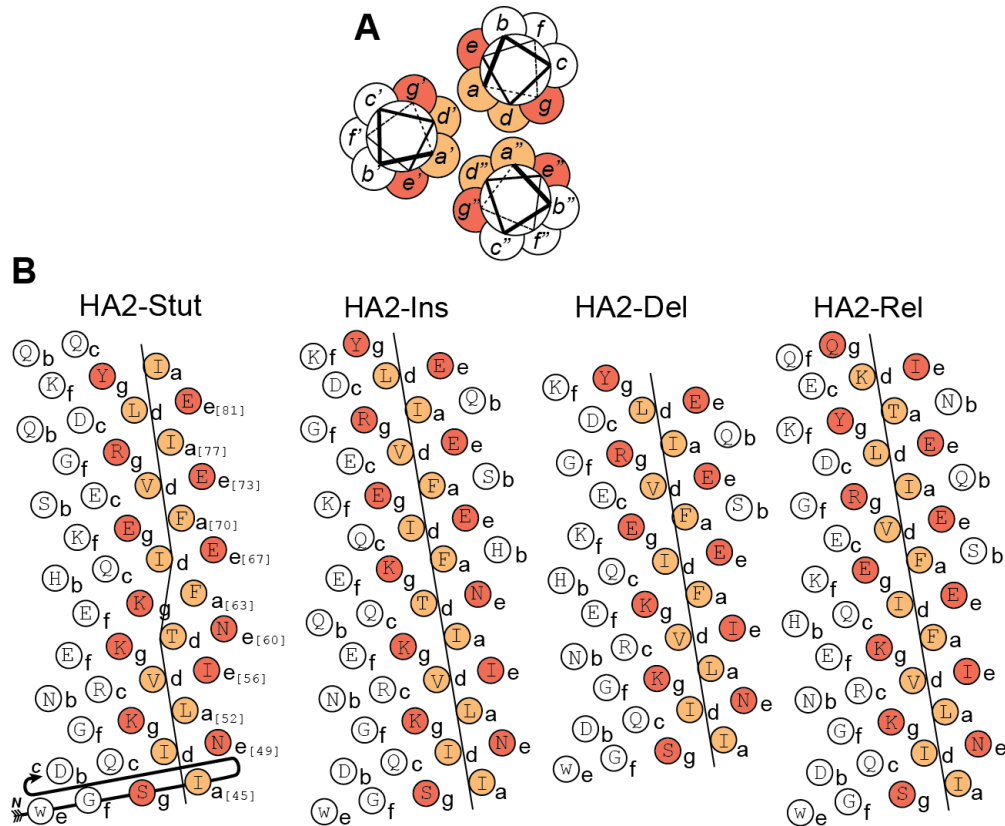 A
b f
e c
a g
d
c' g' d'
f' a'
b' e'
a" e"
d" b"
g" f"
c"
B
HA2-Stut
Q b Q c
K f Y g I a
Q b D c L d E e[81]
G f R g I a[77]
S b E c V d E e[73]
K f E g F a[70]
H b Q c I d E e[67]
E f K g F a[63]
E f K g T d N e[60]
N b R c V d I e[56]
G f K g L a[52]
D b Q c I d N e[49]
c
N
W e G f S g I a[45]
HA2-Ins
K f Y g
D c L d E e
G f R g I a Q b
E c V d E e
K f E g F a S b
Q c I d E e
E f K g F a H b
Q b Q c T d N e
E f K g I a
N b R c V d I e
G f K g L a
D b Q c I d N e
W e G f S g I a
HA2-Del
K f Y g
D c L d E e
G f R g I a Q b
E c V d E e
K f E g F a S b
H b Q c I d E e
E f K g F a
N b R c V d I e
G f K g L a
D b Q c I d N e
W e G f S g I a
HA2-Rel
Q f Q g
E c K d I e
K f Y g T a N b
D c L d E e
G f R g I a Q b
E c V d E e
K f E g F a S b
H b Q c I d E e
E f K g F a
N b R c V d I e
G f K g L a
D b Q c I d N e
W e G f S g I a